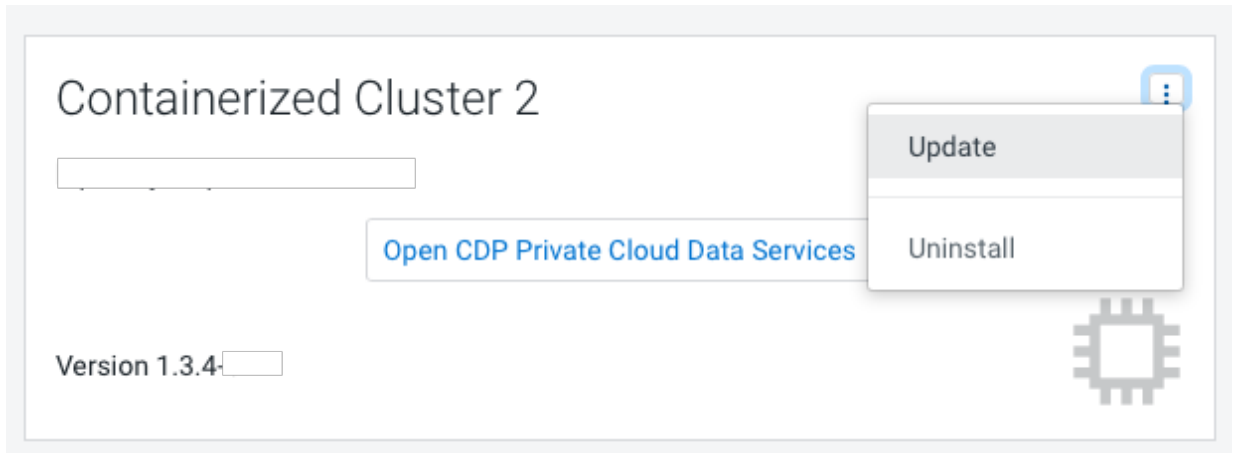 Containerized Cluster 2
Update
Open CDP Private Cloud Data Services
Uninstall
Version 1.3.4-